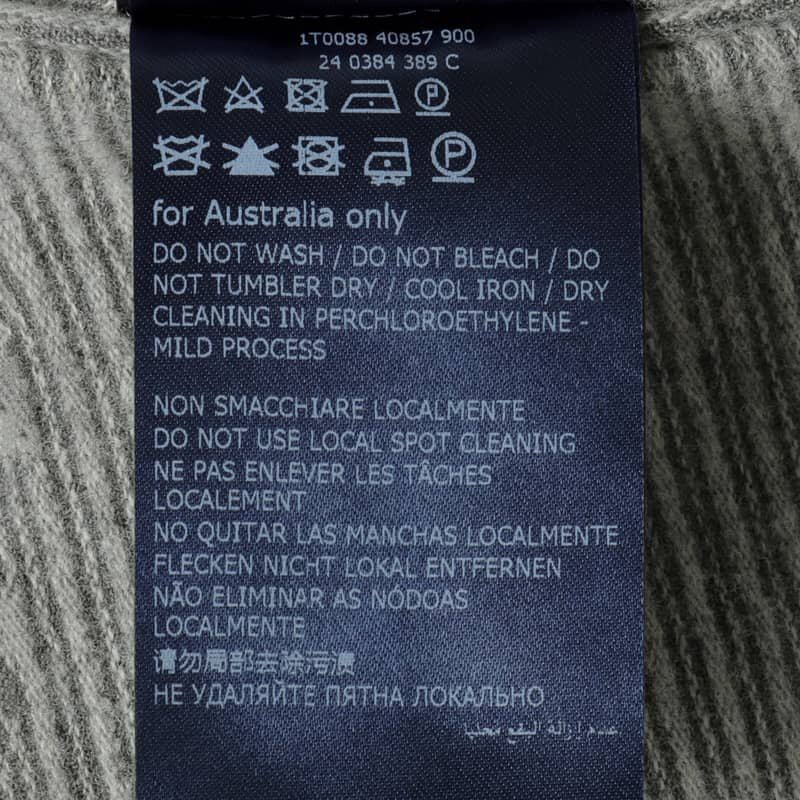 1T0088 40857 900
24 0384 389 C
P
P
for Australia only
DO NOT WASH / DO NOT BLEACH / DO
NOT TUMBLER DRY / COOL IRON / DRY
CLEANING IN PERCHLOROETHYLENE -
MILD PROCESS
NON SMACCHIARE LOCALMENTE
DO NOT USE LOCAL SPOT CLEANING
NE PAS ENLEVER LES TÂCHES
LOCALEMENT
NO QUITAR LAS MANCHAS LOCALMENTE
FLECKEN NICHT LOKAL ENTFERNEN
NÃO ELIMINAR AS NÓDOAS
LOCALMENTE
请勿局部去除污渍
НЕ УДАЛЯЙТЕ ПЯТНА ЛОКАЛЬНО
عدم إزالة البقع محليا